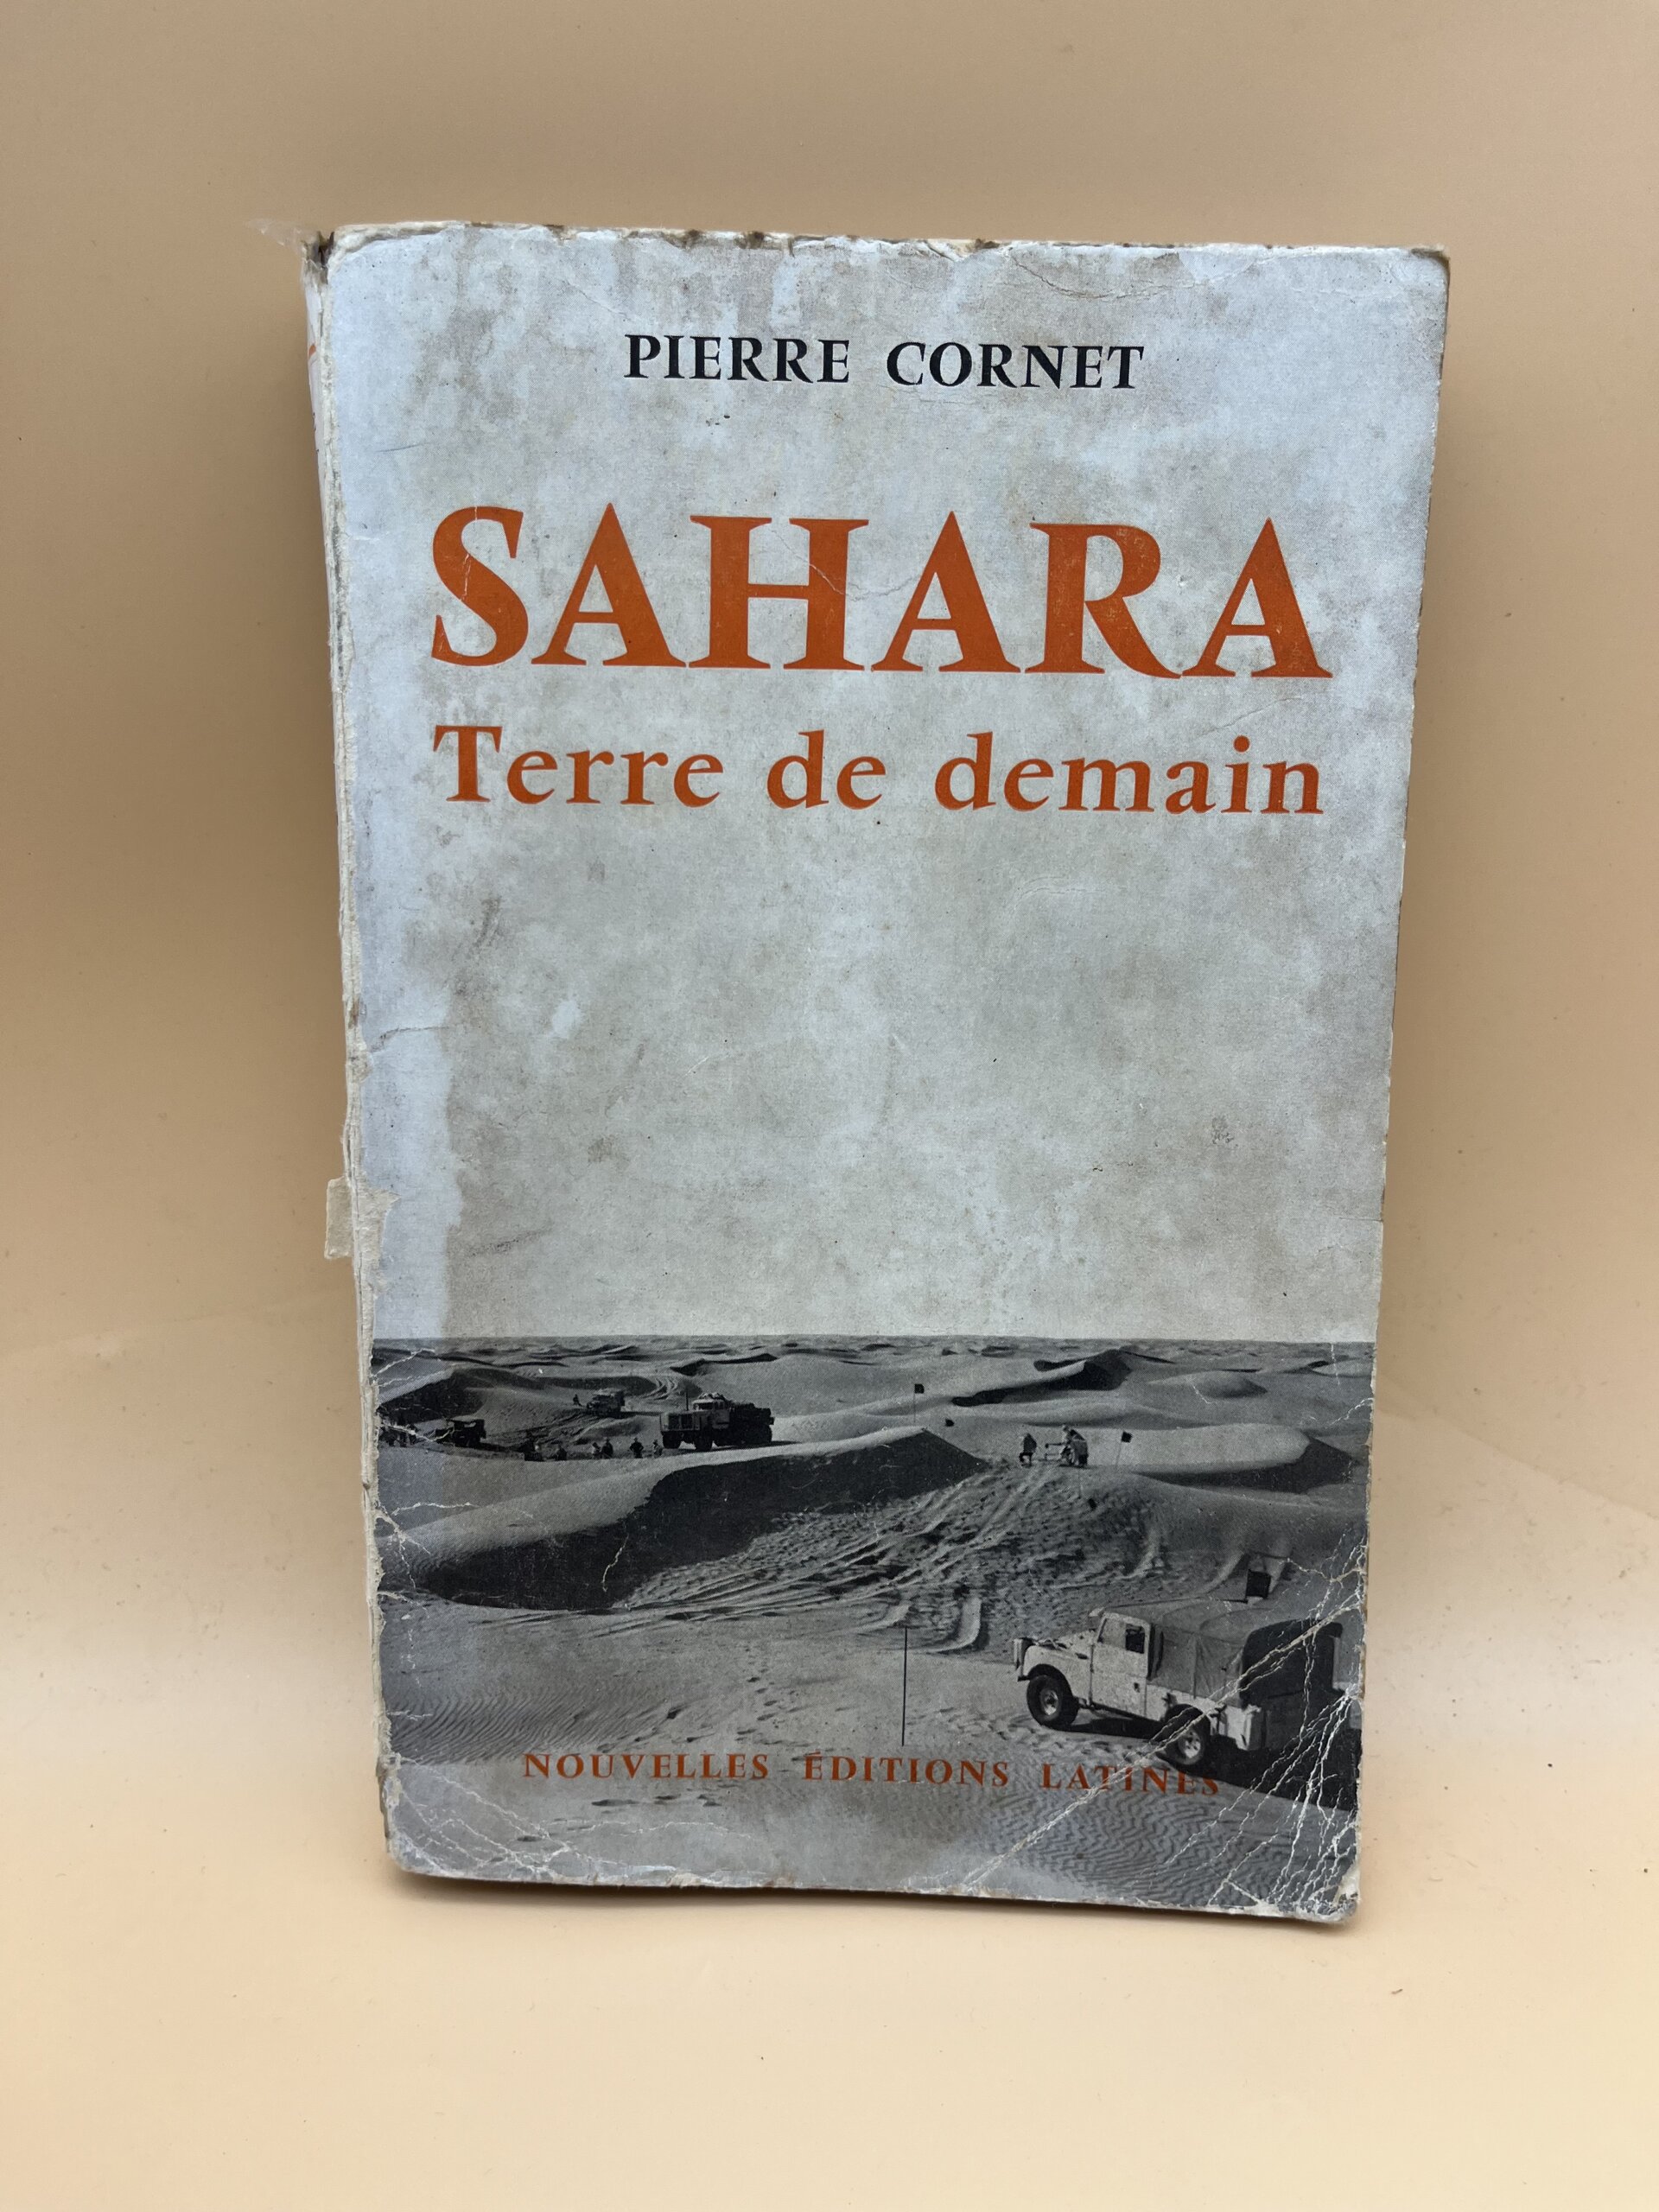 PIERRE CORNET
SAHARA
Terre de demain
NOUVELLES ÉDITIONS LATINES